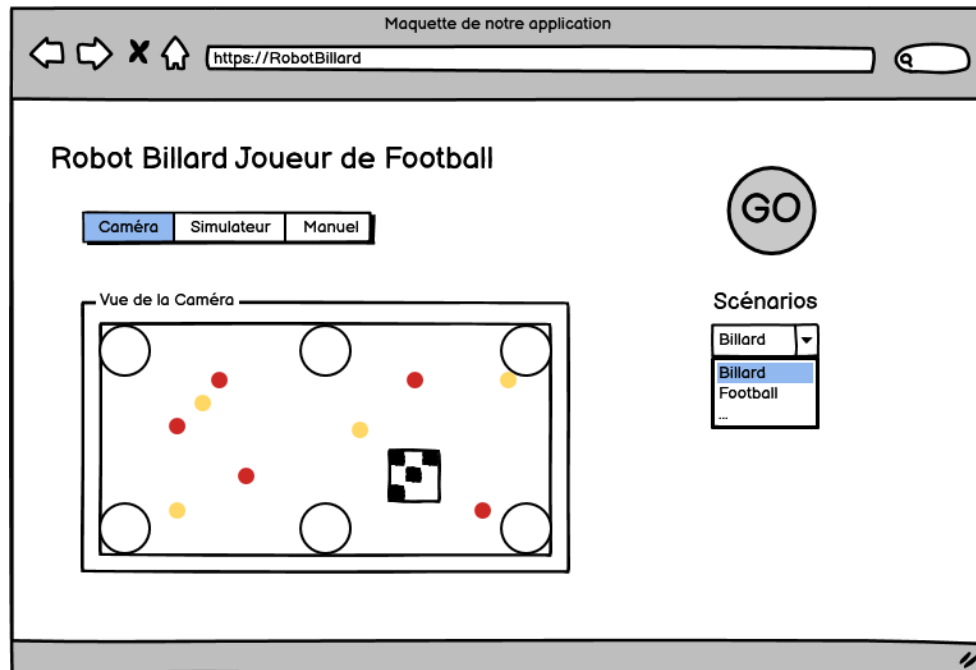 Maquette de notre application
https://RobotBillard
Robot Billard Joueur de Football
GO
Caméra Simulateur Manuel
Vue de la Caméra
Scénarios
Billard
Billard
Football
...